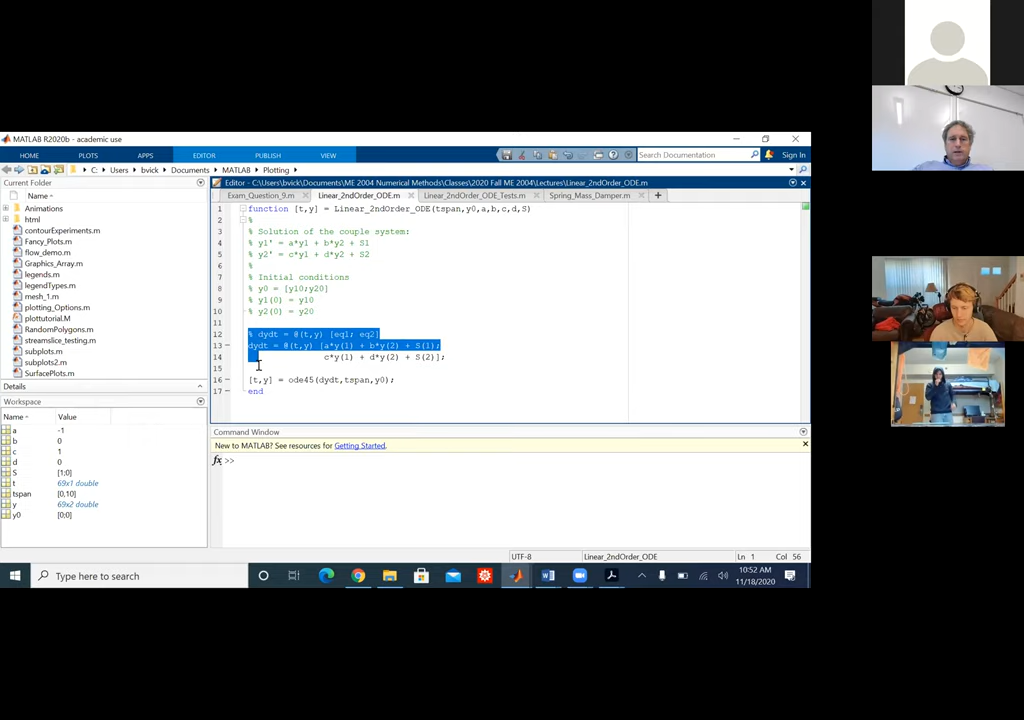 MATLAB R2020b - academic use
HOME PLOTS APPS EDITOR PUBLISH VIEW
Search Documentation
Sign In
C: Users bvick Documents MATLAB Plotting
Current Folder
Name
Animations
html
contourExperiments.m
Fancy_Plots.m
flow_demo.m
Graphics_Array.m
legends.m
legendTypes.m
mesh_1.m
plotting_Options.m
plottutorial.M
RandomPolygons.m
streamslice_testing.m
subplots.m
subplots2.m
SurfacePlots.m
Details
Workspace
Name Value
a -1
b 0
c 1
d 0
S [1;0]
t 69x1 double
tspan [0,10]
y 69x2 double
y0 [0;0]
Editor - C:\Users\bvick\Documents\ME 2004 Numerical Methods\Classes\2020 Fall ME 2004\Lectures\Linear_2ndOrder_ODE.m
Exam_Question_9.m Linear_2ndOrder_ODE.m Linear_2ndOrder_ODE_Tests.m Spring_Mass_Damper.m +
1 function [t,y] = Linear_2ndOrder_ODE(tspan,y0,a,b,c,d,S)
2 %
3 % Solution of the couple system:
4 % y1' = a*y1 + b*y2 + S1
5 % y2' = c*y1 + d*y2 + S2
6 %
7 % Initial conditions
8 % y0 = [y10;y20]
9 % y1(0) = y10
10 % y2(0) = y20
11
12 % dydt = @(t,y) [eq1; eq2]
13 dydt = @(t,y) [a*y(1) + b*y(2) + S(1);
14 c*y(1) + d*y(2) + S(2)];
15
16 [t,y] = ode45(dydt,tspan,y0);
17 end
Command Window
New to MATLAB? See resources for Getting Started.
fx >>
UTF-8 Linear_2ndOrder_ODE Ln 1 Col 56
Type here to search
10:52 AM
11/18/2020